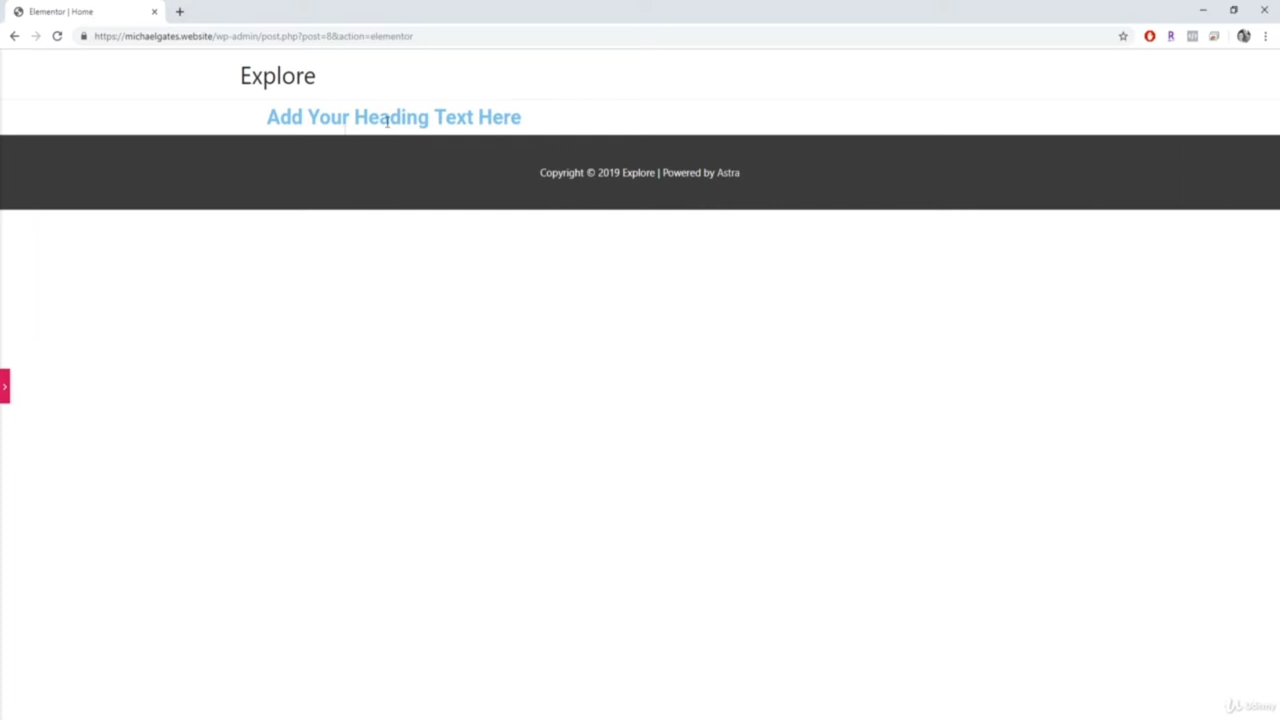 Elementor | Home
https://michaelgates.website/wp-admin/post.php?post=8&action=elementor
Explore
Add Your Heading Text Here
Copyright © 2019 Explore | Powered by Astra
Udemy